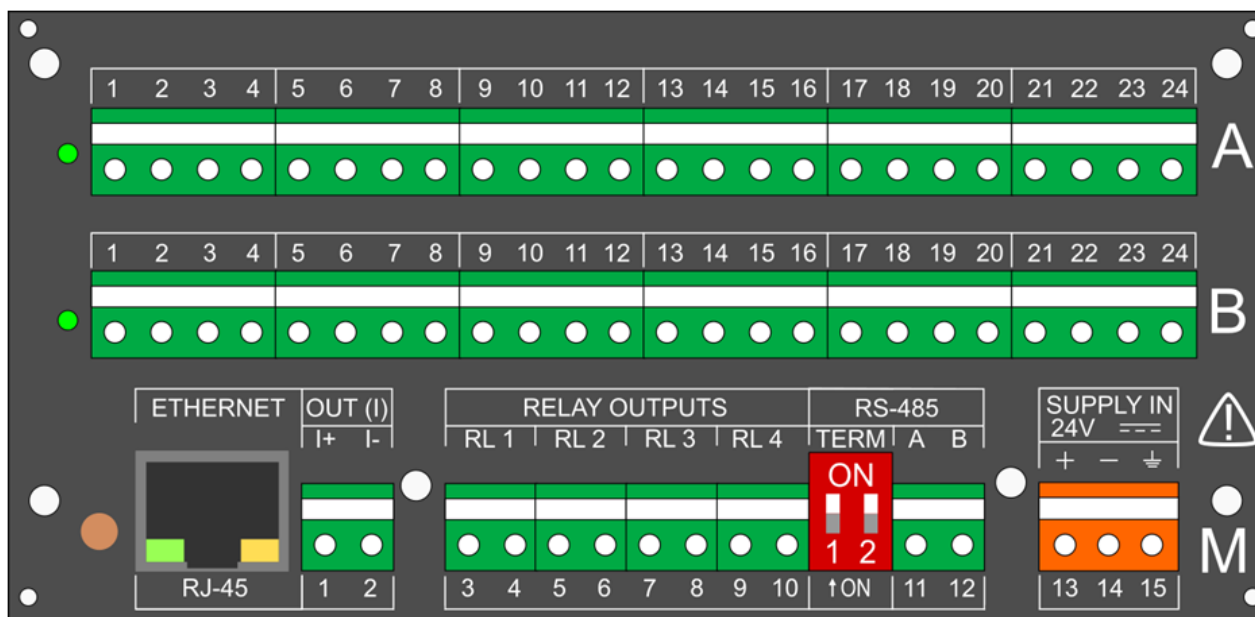 1 2 3 4 5 6 7 8 9 10 11 12 13 14 15 16 17 18 19 20 21 22 23 24
A
1 2 3 4 5 6 7 8 9 10 11 12 13 14 15 16 17 18 19 20 21 22 23 24
B
ETHERNET OUT (I) RELAY OUTPUTS RS-485 SUPPLY IN
24V
I+ I- RL 1 RL 2 RL 3 RL 4 TERM A B
+ −
ON
1 2
M
RJ-45 1 2 3 4 5 6 7 8 9 10 ↑ON 11 12 13 14 15